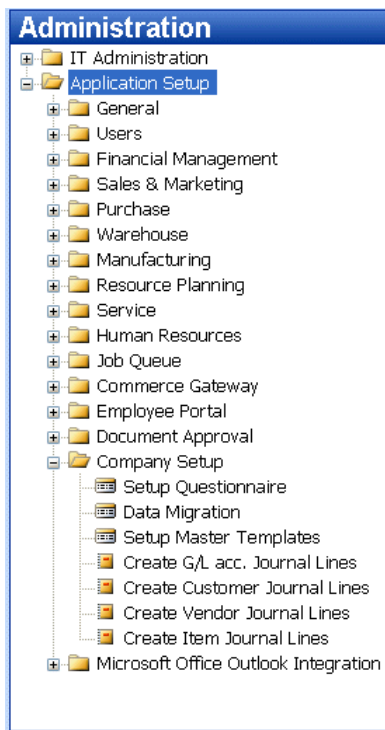 Administration
IT Administration
Application Setup
General
Users
Financial Management
Sales & Marketing
Purchase
Warehouse
Manufacturing
Resource Planning
Service
Human Resources
Job Queue
Commerce Gateway
Employee Portal
Document Approval
Company Setup
Setup Questionnaire
Data Migration
Setup Master Templates
Create G/L acc. Journal Lines
Create Customer Journal Lines
Create Vendor Journal Lines
Create Item Journal Lines
Microsoft Office Outlook Integration